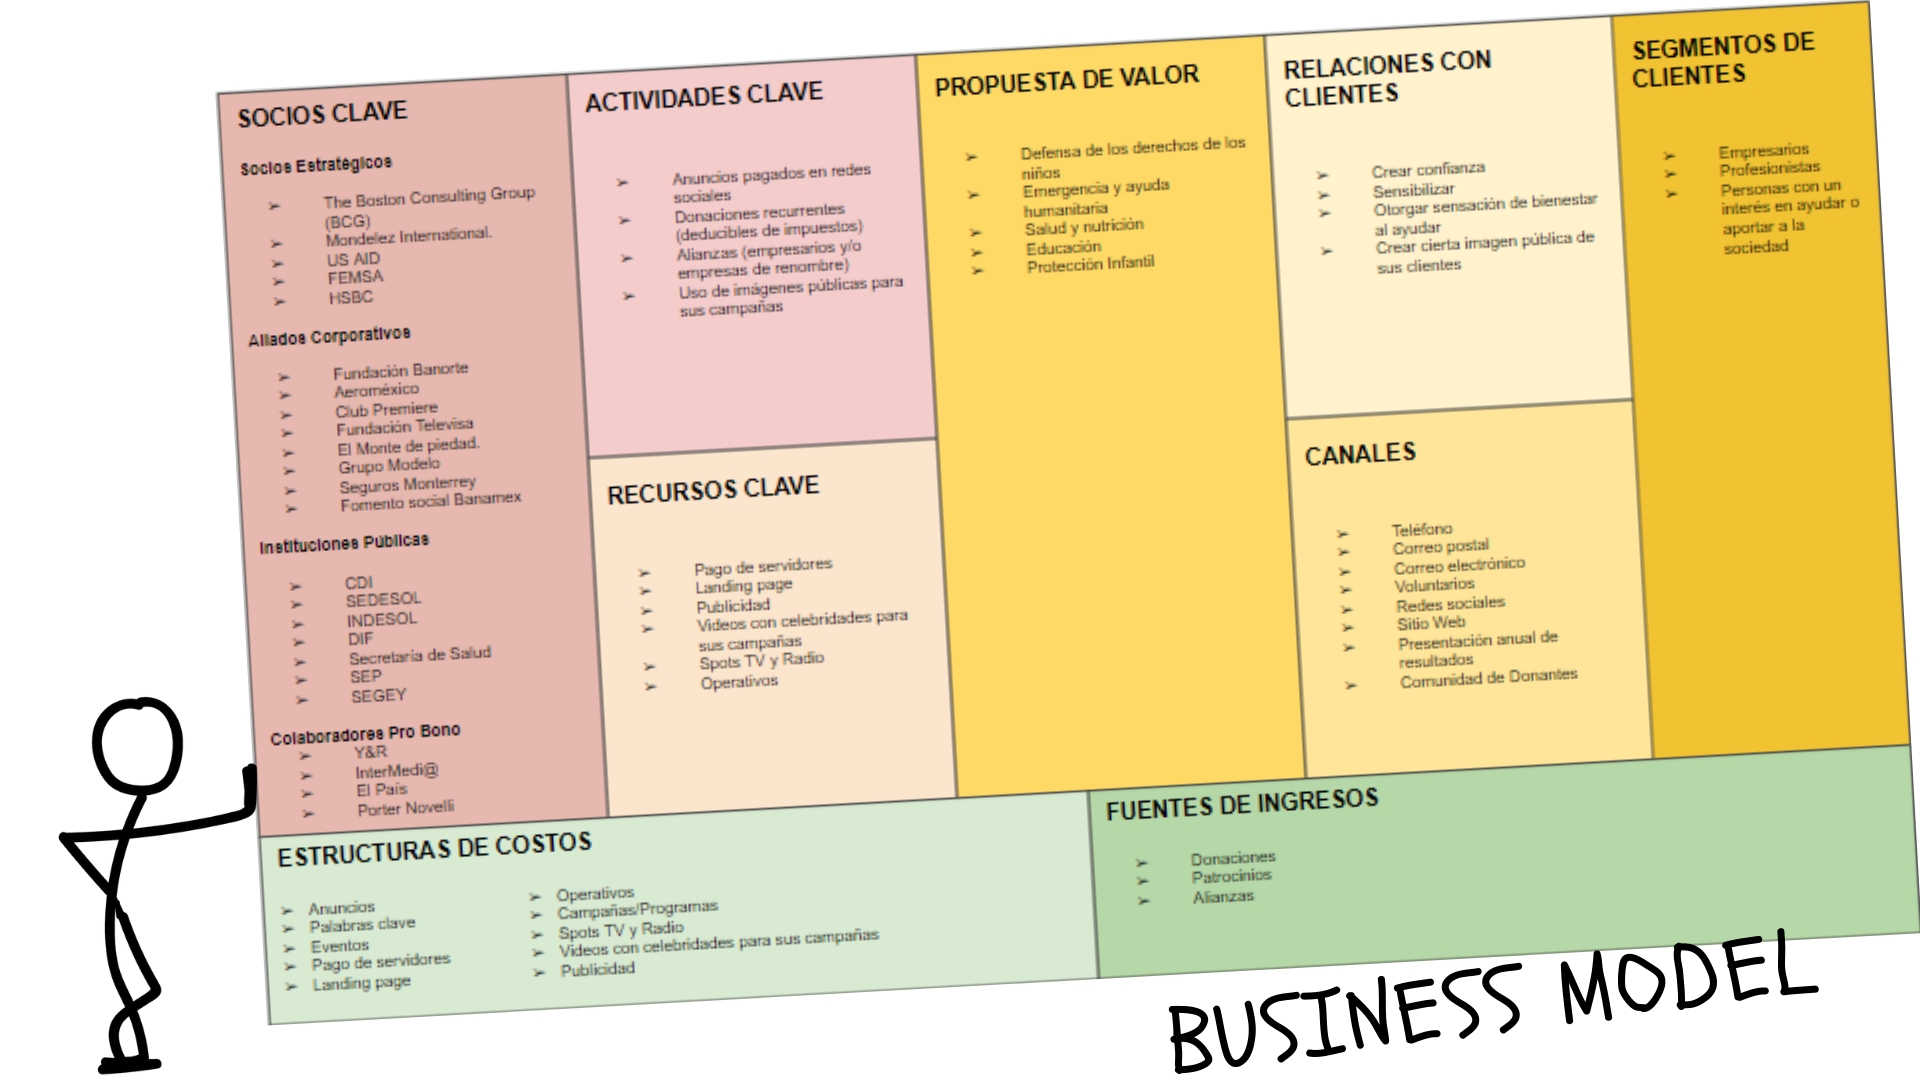 SOCIOS CLAVE
Socios Estratégicos
➢ The Boston Consulting Group
(BCG)
➢ Mondelez International.
➢ US AID
➢ FEMSA
➢ HSBC
Aliados Corporativos
➢ Fundación Banorte
➢ Aeroméxico
➢ Club Premiere
➢ Fundación Televisa
➢ El Monte de piedad.
➢ Grupo Modelo
➢ Seguros Monterrey
➢ Fomento social Banamex
Instituciones Públicas
➢ CDI
➢ SEDESOL
➢ INDESOL
➢ DIF
➢ Secretaria de Salud
➢ SEP
➢ SEGEY
Colaboradores Pro Bono
➢ Y&R
➢ InterMedi@
➢ El País
➢ Porter Novelli
ACTIVIDADES CLAVE
➢ Anuncios pagados en redes
sociales
➢ Donaciones recurrentes
(deducibles de impuestos)
➢ Alianzas (empresarios y/o
empresas de renombre)
➢ Uso de imágenes públicas para
sus campañas
RECURSOS CLAVE
➢ Pago de servidores
➢ Landing page
➢ Publicidad
➢ Videos con celebridades para
sus campañas
➢ Spots TV y Radio
➢ Operativos
PROPUESTA DE VALOR
➢ Defensa de los derechos de los
niños
➢ Emergencia y ayuda
humanitaria
➢ Salud y nutrición
➢ Educación
➢ Protección Infantil
RELACIONES CON
CLIENTES
➢ Crear confianza
➢ Sensibilizar
➢ Otorgar sensación de bienestar
al ayudar
➢ Crear cierta imagen pública de
sus clientes
CANALES
➢ Teléfono
➢ Correo postal
➢ Correo electrónico
➢ Voluntarios
➢ Redes sociales
➢ Sitio Web
➢ Presentación anual de
resultados
➢ Comunidad de Donantes
SEGMENTOS DE
CLIENTES
➢ Empresarios
➢ Profesionistas
➢ Personas con un
interés en ayudar o
aportar a la
sociedad
ESTRUCTURAS DE COSTOS
➢ Anuncios
➢ Palabras clave
➢ Eventos
➢ Pago de servidores
➢ Landing page
➢ Operativos
➢ Campañas/Programas
➢ Spots TV y Radio
➢ Videos con celebridades para sus campañas
➢ Publicidad
FUENTES DE INGRESOS
➢ Donaciones
➢ Patrocinios
➢ Alianzas
BUSINESS MODEL